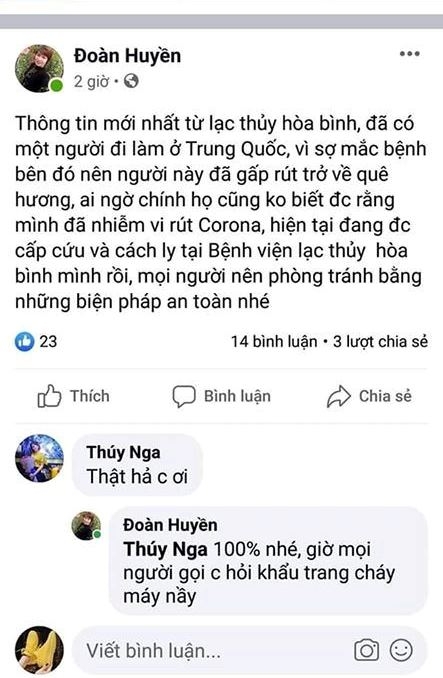 Đoàn Huyền
2 giờ ·
Thông tin mới nhất từ lạc thủy hòa bình, đã có
một người đi làm ở Trung Quốc, vì sợ mắc bệnh
bên đó nên người này đã gấp rút trở về quê
hương, ai ngờ chính họ cũng ko biết đc rằng
mình đã nhiễm vi rút Corona, hiện tại đang đc
cấp cứu và cách ly tại Bệnh viện lạc thủy hòa
bình mình rồi, mọi người nên phòng tránh bằng
những biện pháp an toàn nhé
23 14 bình luận • 3 lượt chia sẻ
Thích Bình luận Chia sẻ
Thúy Nga
Thật hả c ơi
Đoàn Huyền
Thúy Nga 100% nhé, giờ mọi
người gọi c hỏi khẩu trang cháy
máy nầy
Viết bình luận...